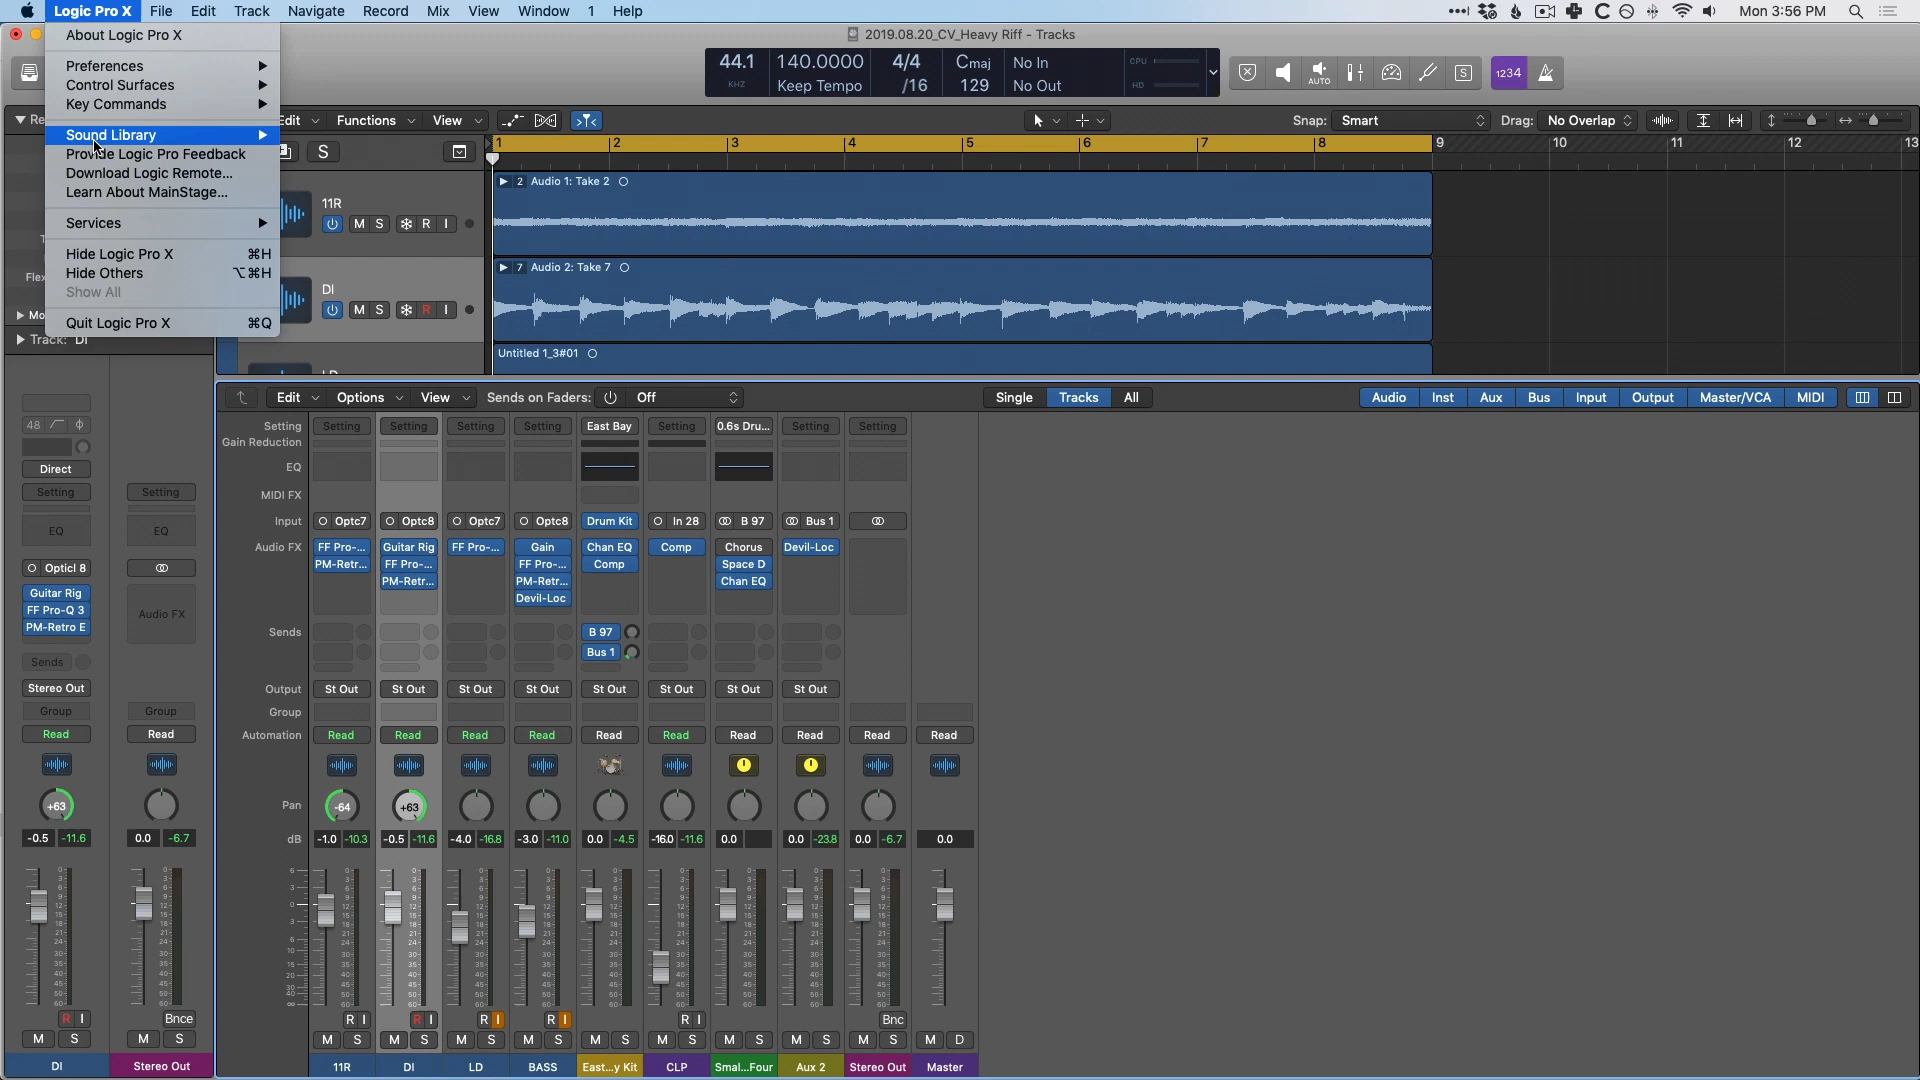 Logic Pro X File Edit Track Navigate Record Mix View Window 1 Help Mon 3:56 PM
About Logic Pro X
Preferences
Control Surfaces
Key Commands
Sound Library
Provide Logic Pro Feedback
Download Logic Remote...
Learn About MainStage...
Services
Hide Logic Pro X ⌘H
Hide Others ⌥⌘H
Show All
Quit Logic Pro X ⌘Q
2019.08.20_CV_Heavy Riff - Tracks
44.1 140.0000 4/4 Cmaj No In CPU
KHZ Keep Tempo /16 129 No Out HD
AUTO S 1234
Re
Edit Functions View Snap: Smart Drag: No Overlap
S 1 2 3 4 5 6 7 8 9 10 11 12 13
11R
M S R I
2 Audio 1: Take 2
DI
M S R I
7 Audio 2: Take 7
LD
Untitled 1_3#01
Flex
Mo
Track: DI
Edit Options View Sends on Faders: Off Single Tracks All Audio Inst Aux Bus Input Output Master/VCA MIDI
48
Direct
Setting Setting
EQ EQ
Opticl 8
Guitar Rig
FF Pro-Q 3 Audio FX
PM-Retro E
Sends
Stereo Out
Group Group
Read Read
+63
-0.5 -11.6 0.0 -6.7
R I Bnce
M S M S
DI Stereo Out
Setting Setting Setting Setting Setting East Bay Setting 0.6s Dru... Setting Setting
Gain Reduction
EQ
MIDI FX
Input Optc7 Optc8 Optc7 Optc8 Drum Kit In 28 B 97 Bus 1
Audio FX FF Pro-... Guitar Rig FF Pro-... Gain Chan EQ Comp Chorus Devil-Loc
PM-Retr... FF Pro-... FF Pro-... Comp Space D
PM-Retr... PM-Retr... Chan EQ
Devil-Loc
Sends B 97
Bus 1
Output St Out St Out St Out St Out St Out St Out St Out St Out
Group
Automation Read Read Read Read Read Read Read Read Read Read
Pan -64 +63
dB -1.0 -10.3 -0.5 -11.6 -4.0 -16.8 -3.0 -11.0 0.0 -4.5 -16.0 -11.6 0.0 0.0 -23.8 0.0 -6.7 0.0
R I R I R I R I R I Bnc
M S M S M S M S M S M S M S M S M S M D
11R DI LD BASS East...y Kit CLP Smal...Four Aux 2 Stereo Out Master